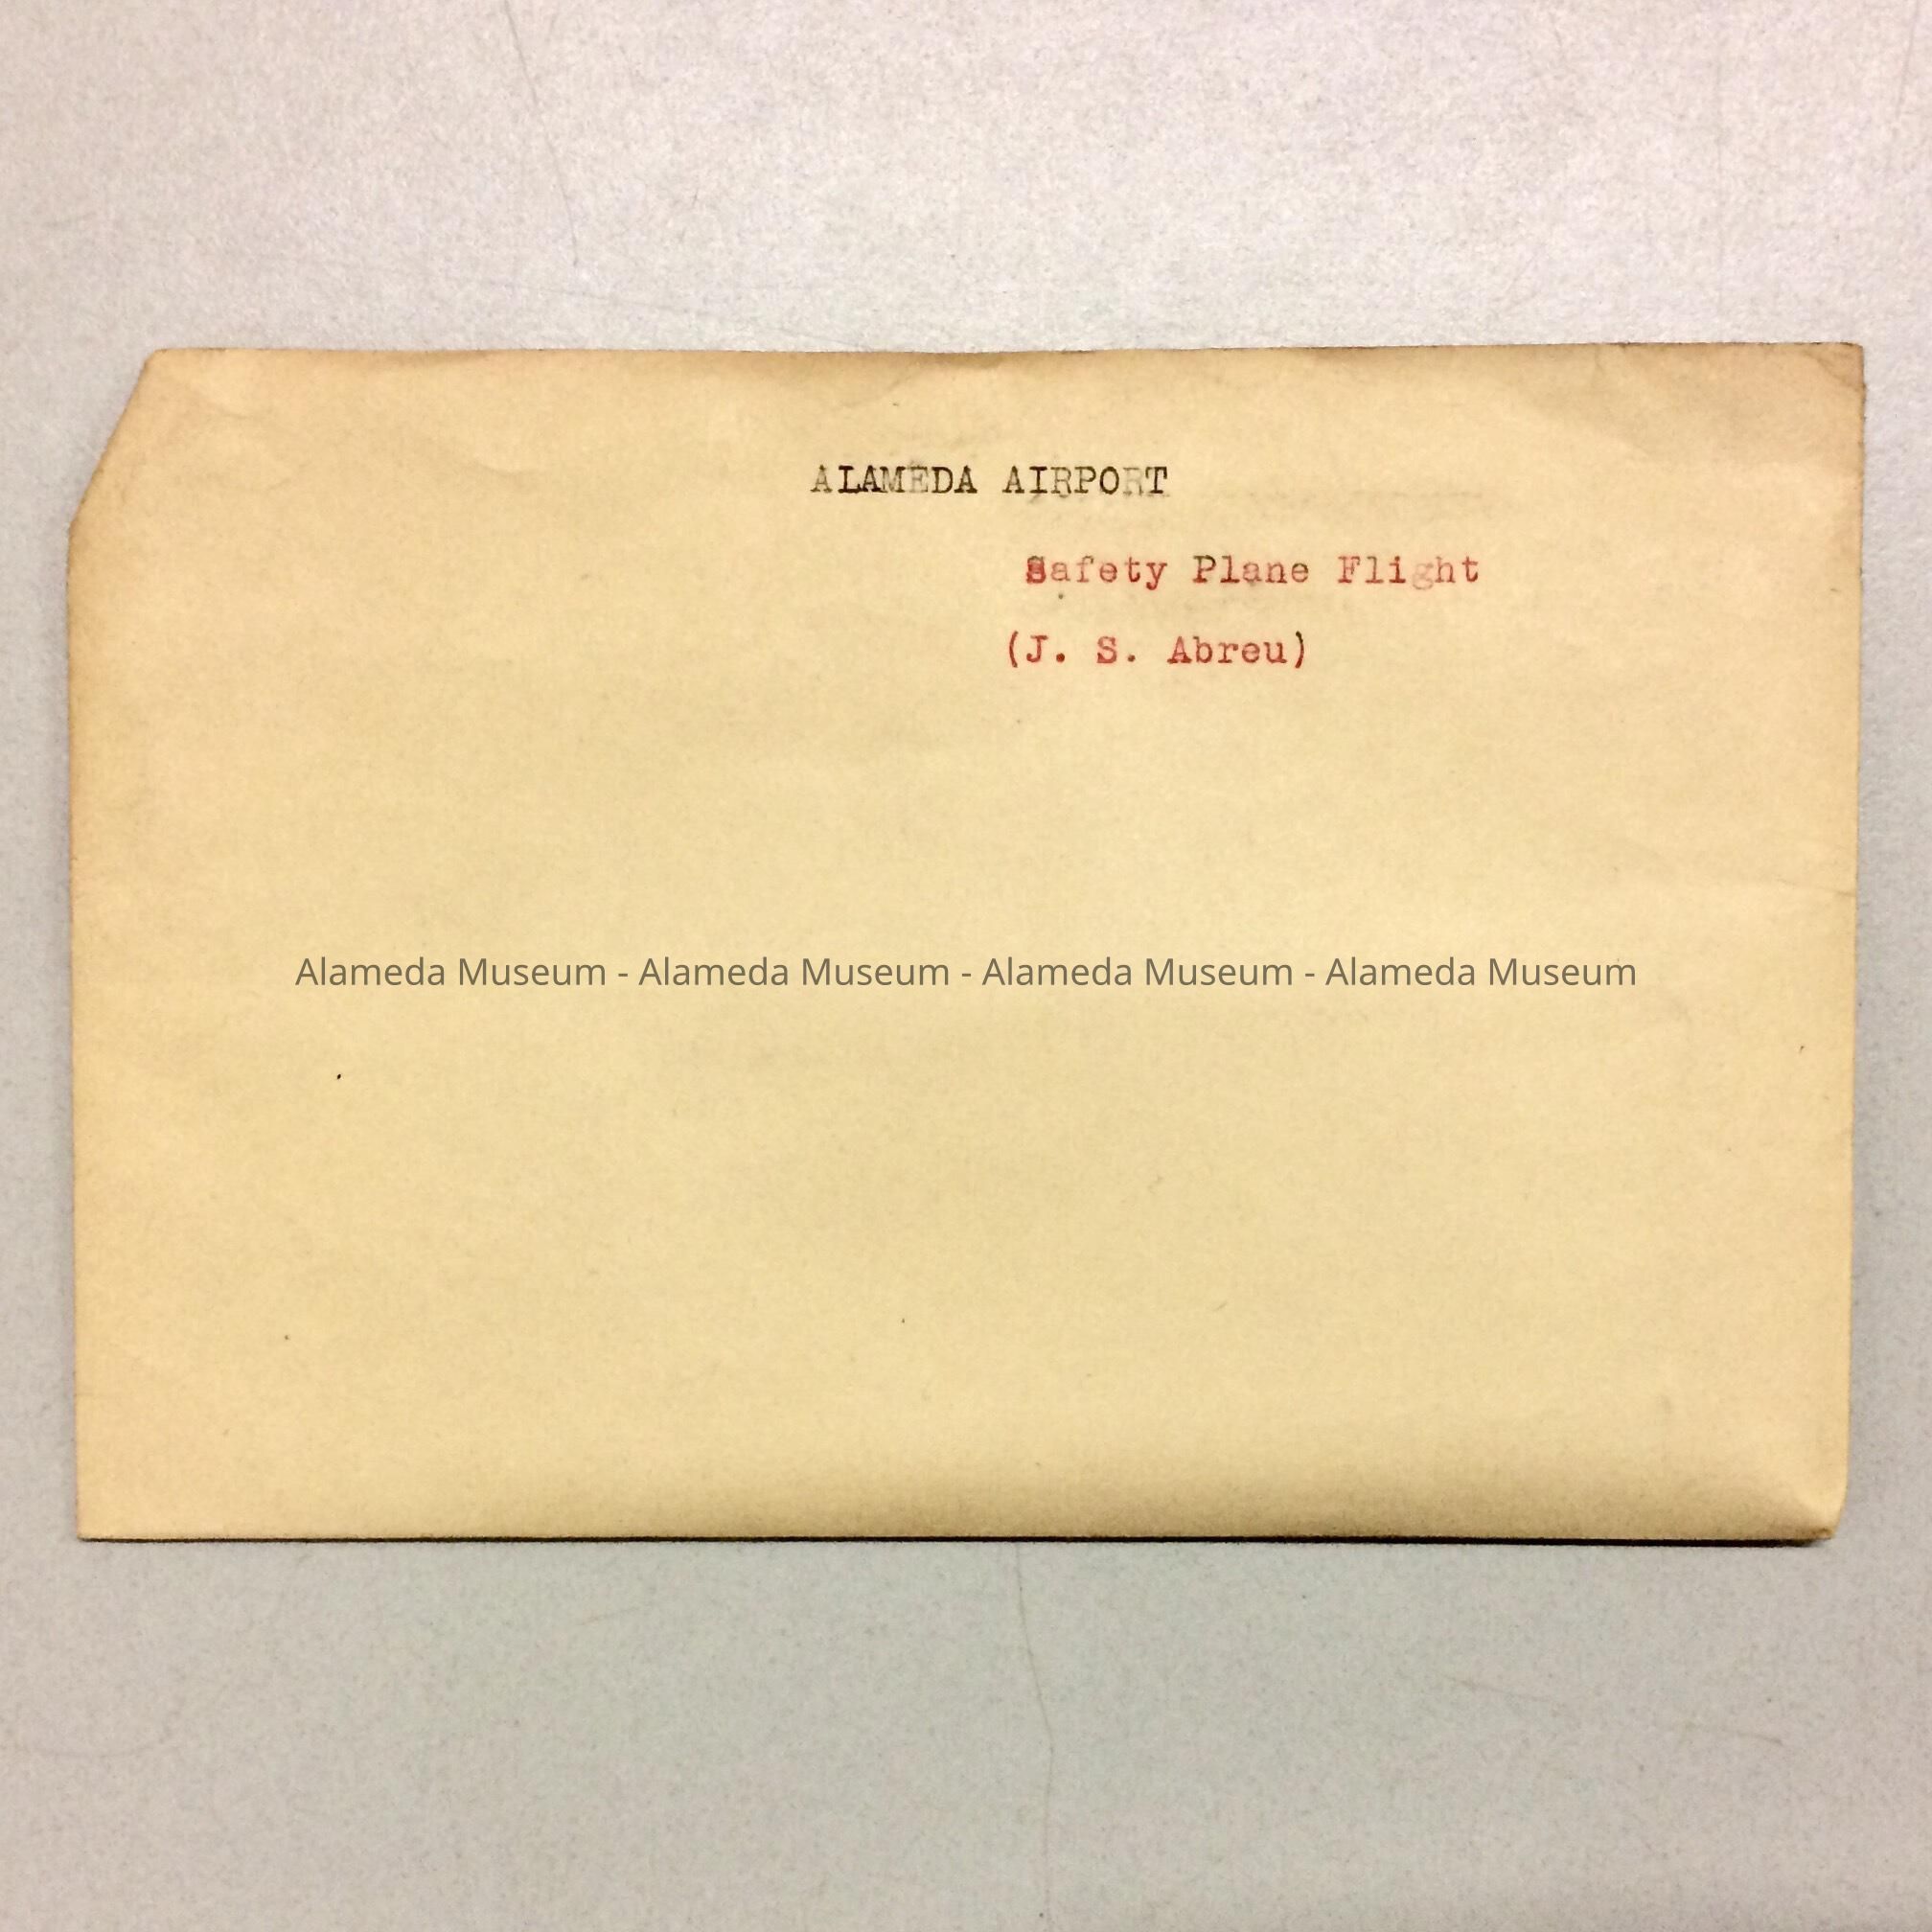 ALAMEDA AIRPORT
Safety Plane Flight
(J. S. Abreu)
Alameda Museum - Alameda Museum - Alameda Museum - Alameda Museum